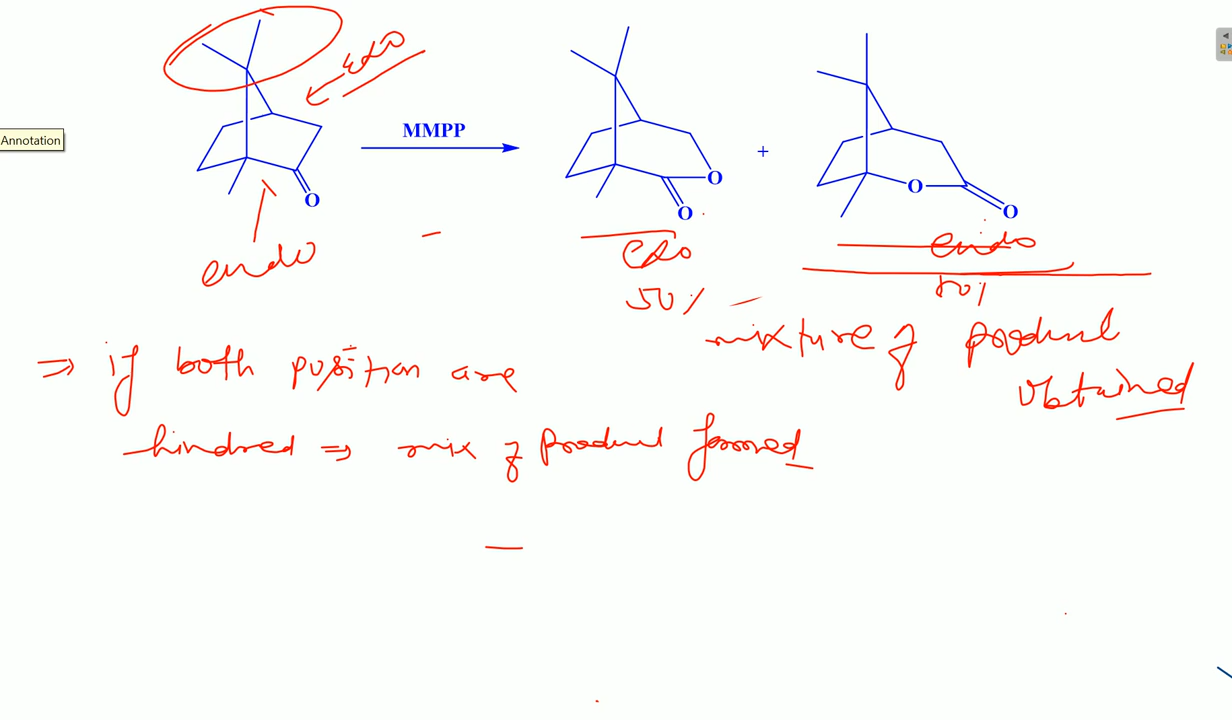 exo
Annotation
MMPP
+
O
O
O
O
O
endo
exo
endo
50%
50%
mixture of product
obtained
⇒ if both position are
hindred ⇒ mix of product formed